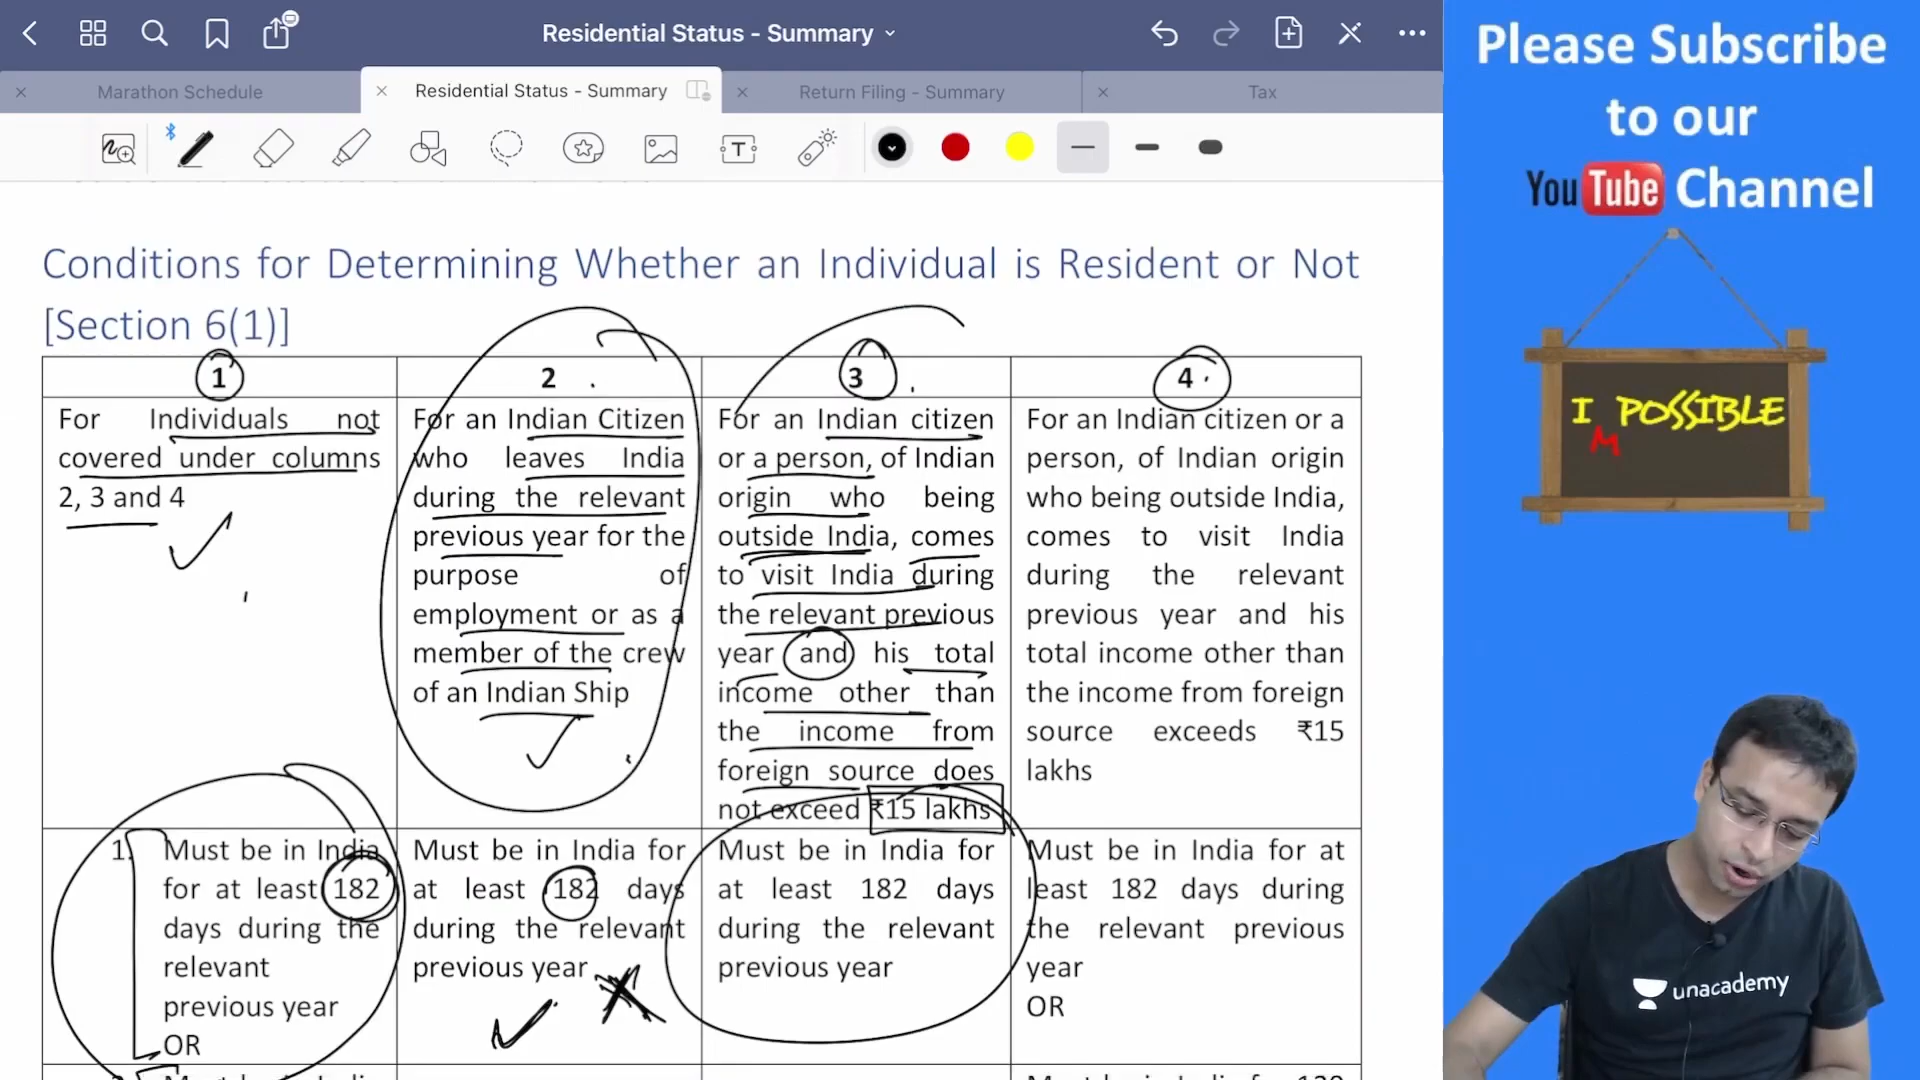 Residential Status - Summary
Marathon Schedule
Residential Status - Summary
Return Filing - Summary
Tax
Conditions for Determining Whether an Individual is Resident or Not
[Section 6(1)]
1
2
3
4
For Individuals not
covered under columns
2, 3 and 4
For an Indian Citizen
who leaves India
during the relevant
previous year for the
purpose of
employment or as a
member of the crew
of an Indian Ship
For an Indian citizen
or a person, of Indian
origin who being
outside India, comes
to visit India during
the relevant previous
year and his total
income other than
the income from
foreign source does
not exceed ₹15 lakhs
For an Indian citizen or a
person, of Indian origin
who being outside India,
comes to visit India
during the relevant
previous year and his
total income other than
the income from foreign
source exceeds ₹15
lakhs
1. Must be in India
for at least 182
days during the
relevant
previous year
OR
Must be in India for
at least 182 days
during the relevant
previous year
Must be in India for
at least 182 days
during the relevant
previous year
Must be in India for at
least 182 days during
the relevant previous
year
OR
Please Subscribe
to our
YouTube Channel
I POSSIBLE
M
unacademy